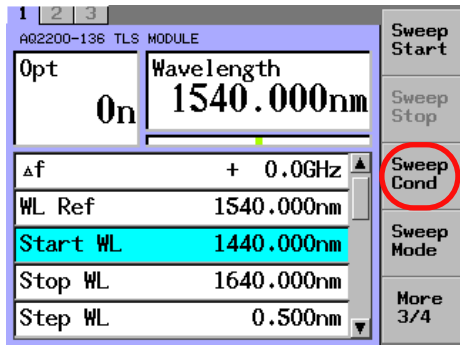 1 2 3
AQ2200-136 TLS MODULE
Opt
On
Wavelength
1540.000nm
△f + 0.0GHz
WL Ref 1540.000nm
Start WL 1440.000nm
Stop WL 1640.000nm
Step WL 0.500nm
Sweep
Start
Sweep
Stop
Sweep
Cond
Sweep
Mode
More
3/4